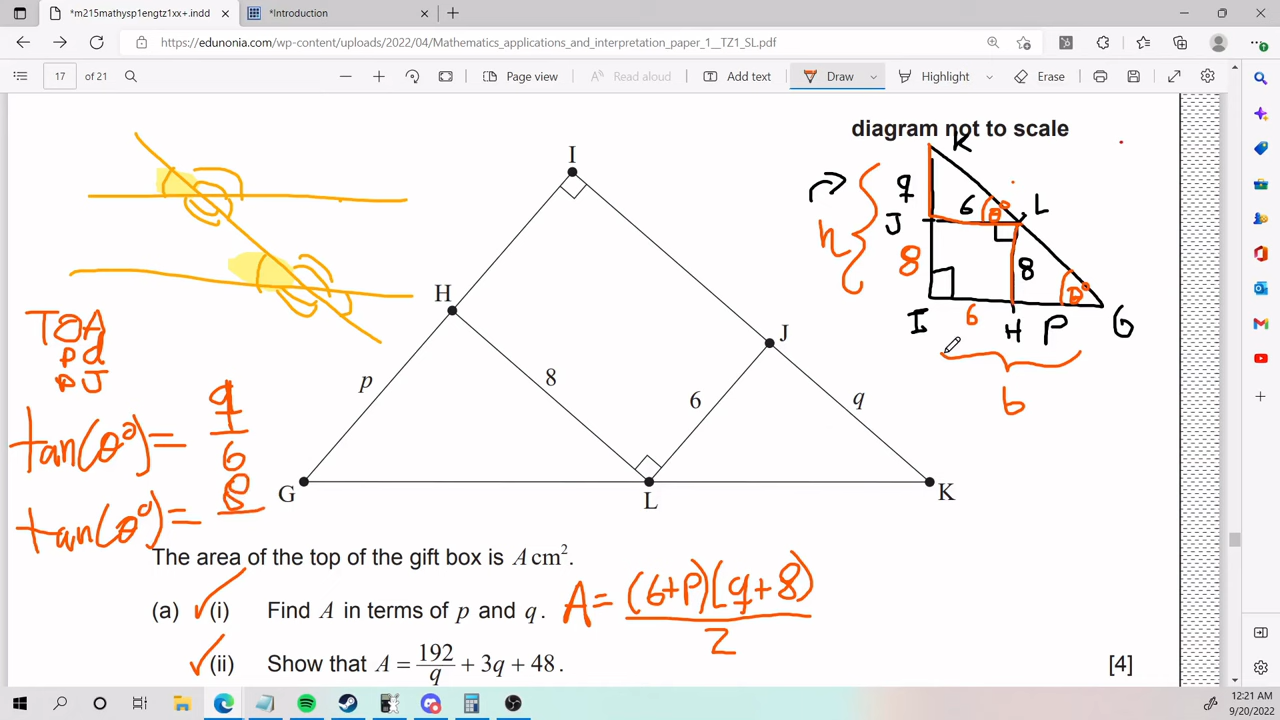 *m215mathysp1engtz1xx+.indd
*Introduction
https://edunonia.com/wp-content/uploads/2022/04/Mathematics_applications_and_interpretation_paper_1__TZ1_SL.pdf
17 of 21
Page view
Read aloud
Add text
Draw
Highlight
Erase
diagram not to scale
K
q
6
θ°
L
J
h
8
8
θ°
I
6
H
P
G
b
I
H
J
p
8
6
q
G
L
K
TOA
tan(θ°) = q/6
tan(θ°) = 8
The area of the top of the gift box is A cm².
(a) (i) Find A in terms of p and q.
A = (6+P)(q+8)/2
(ii) Show that A = 192/q + 3q + 48.
[4]
12:21 AM
9/20/2022